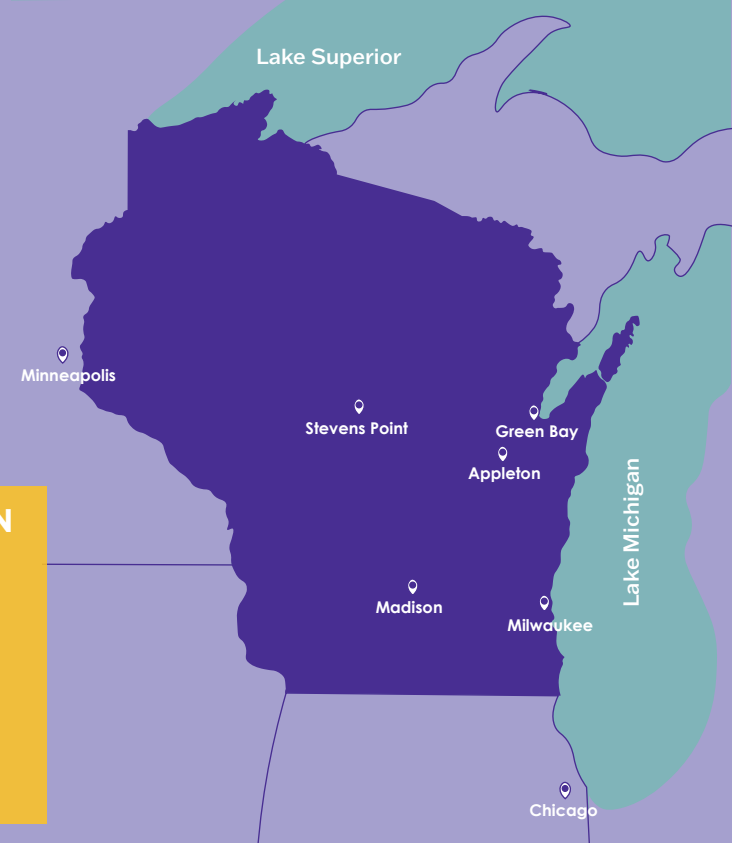 Lake Superior
Minneapolis
Stevens Point
Green Bay
Appleton
Lake Michigan
N
Madison
Milwaukee
Chicago